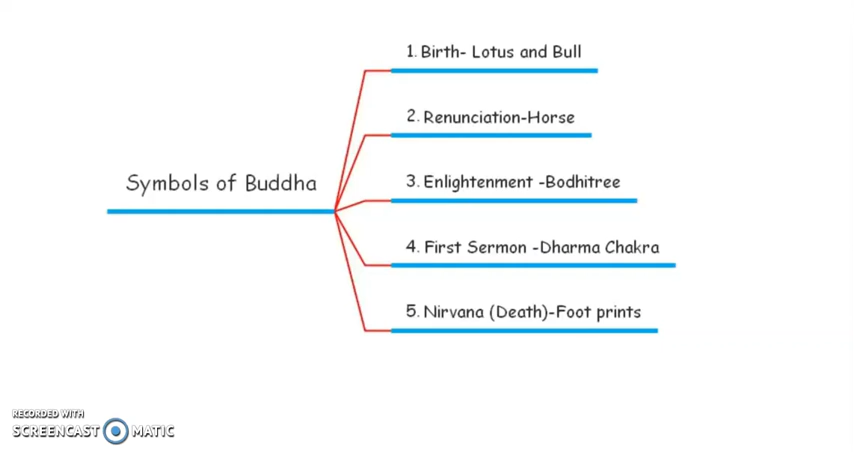 1. Birth- Lotus and Bull
2. Renunciation-Horse
Symbols of Buddha
3. Enlightenment -Bodhitree
4. First Sermon -Dharma Chakra
5. Nirvana (Death)-Foot prints
RECORDED WITH
SCREENCAST MATIC